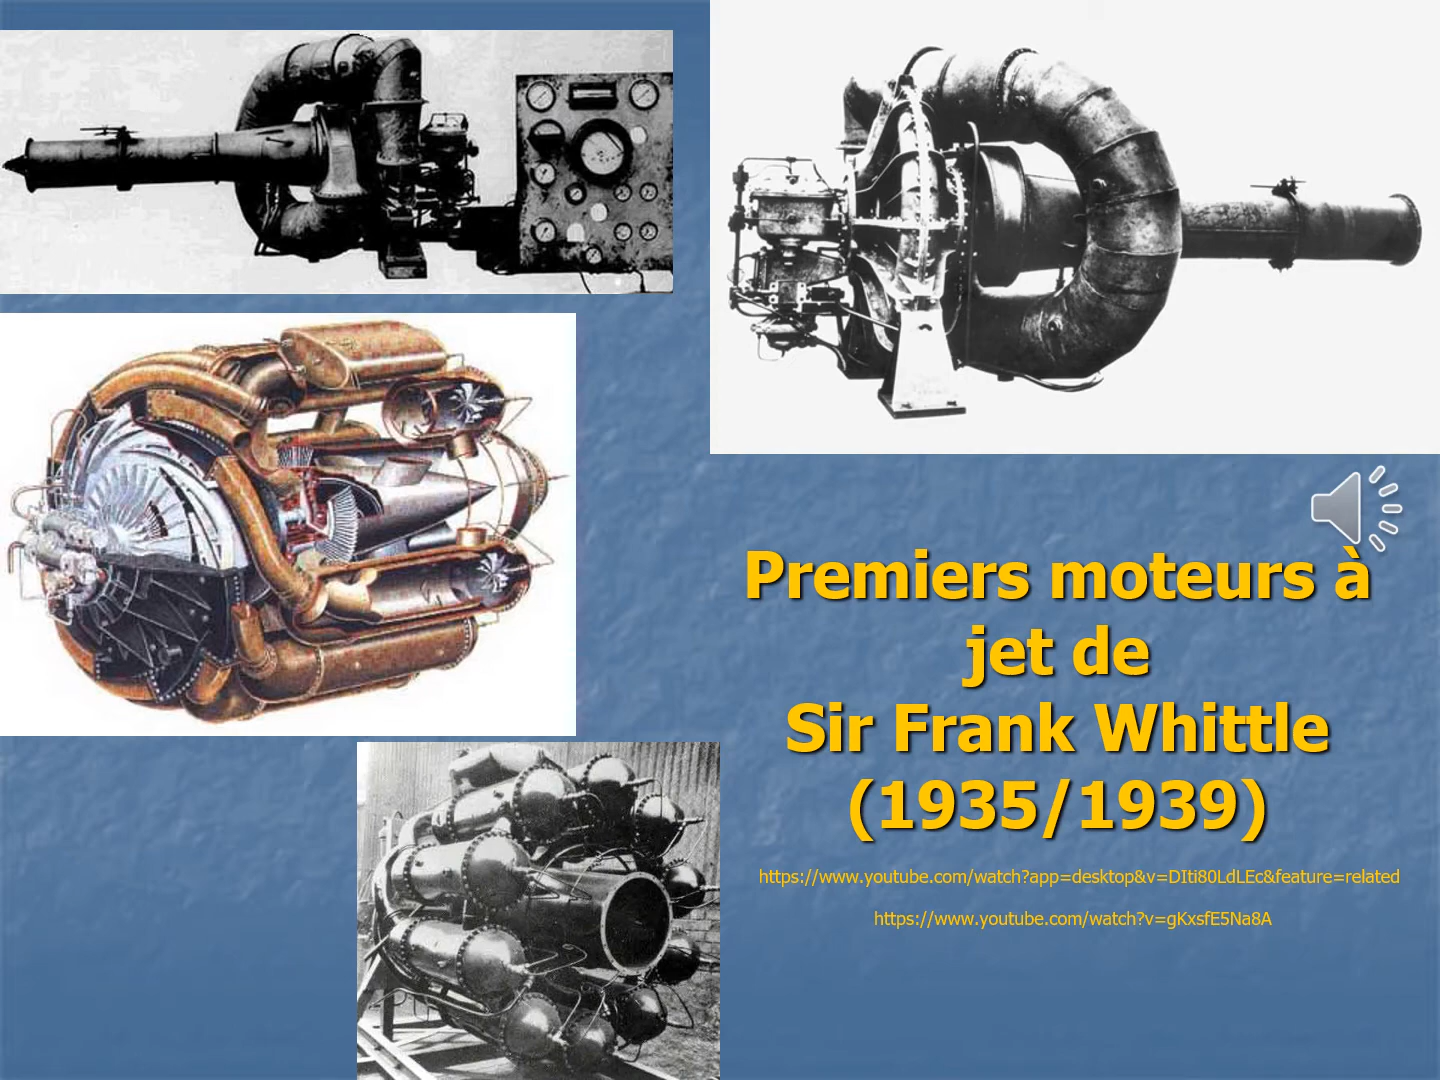 Premiers moteurs à
jet de
Sir Frank Whittle
(1935/1939)
https://www.youtube.com/watch?app=desktop&v=DIti80LdLEc&feature=related
https://www.youtube.com/watch?v=gKxsfE5Na8A